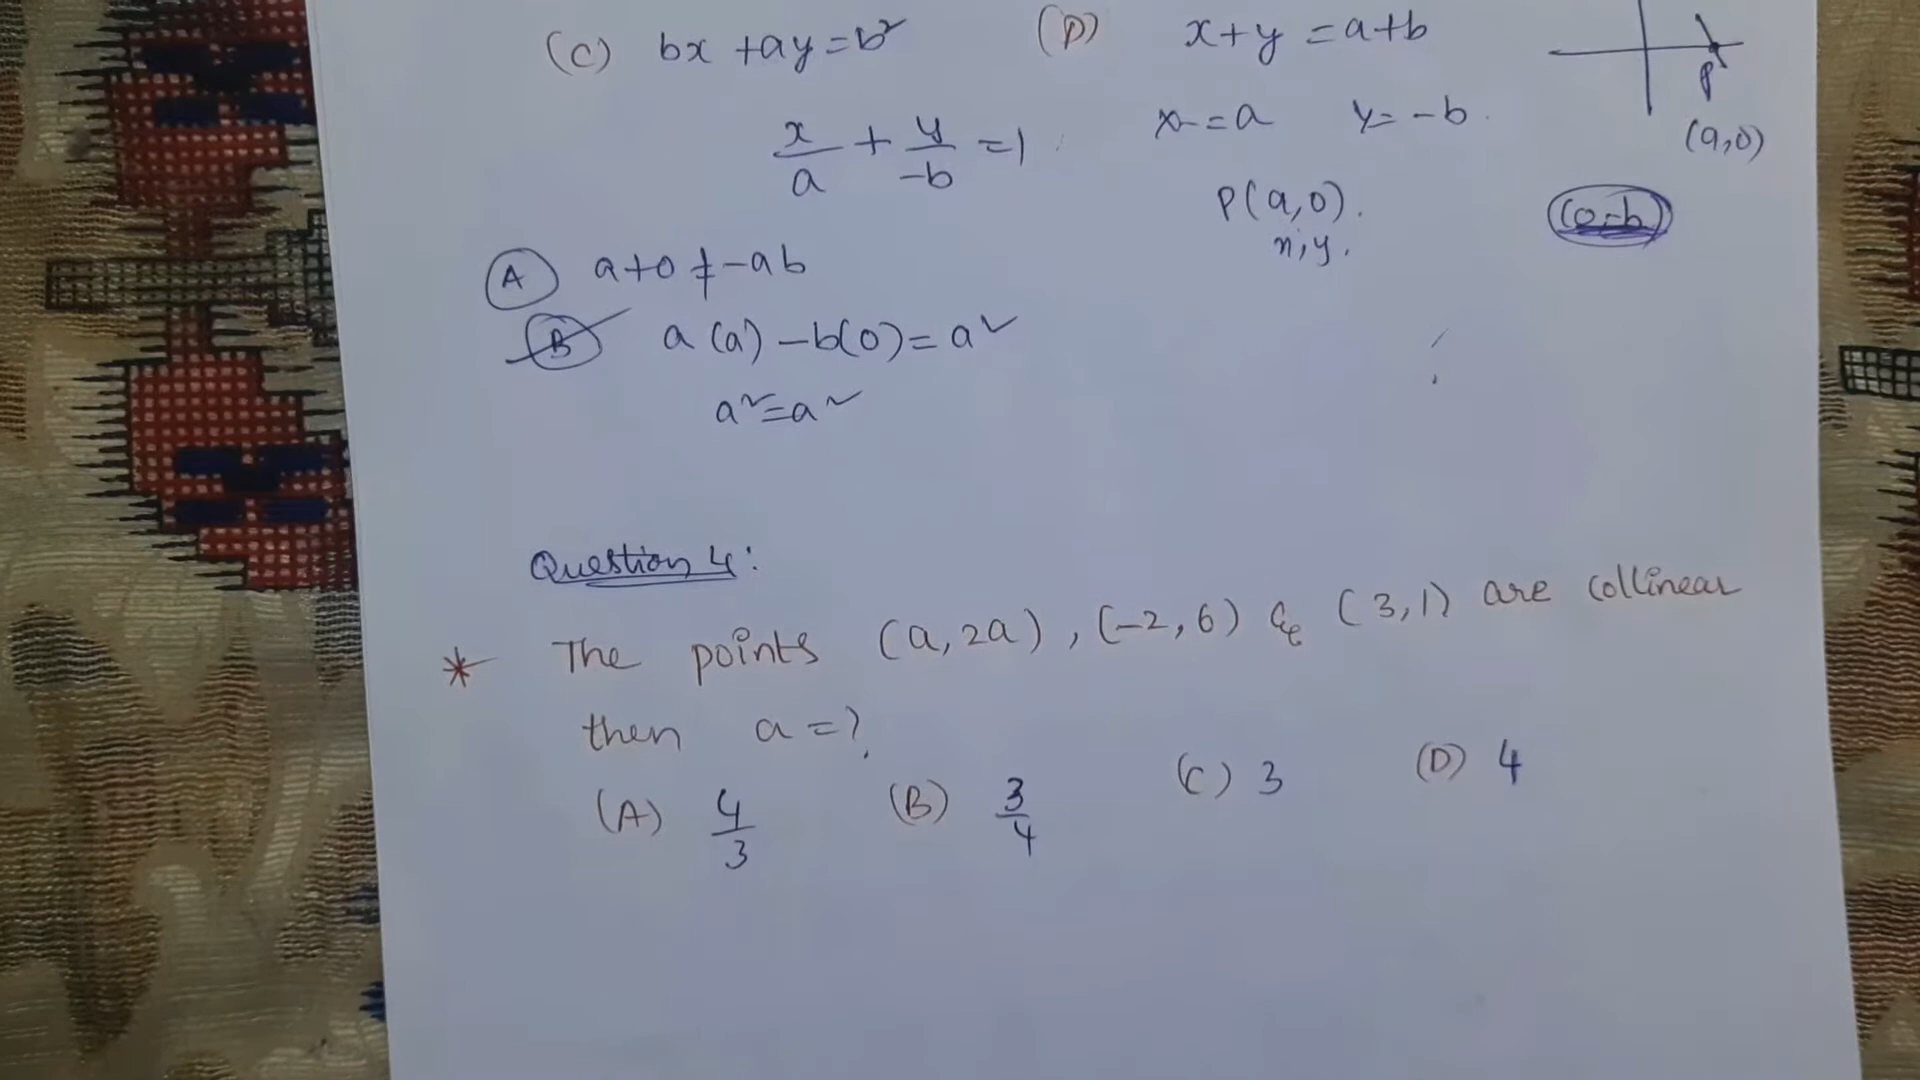 (C) bx + ay = b² (D) x + y = a + b
P
(a,0)
x/a + y/-b = 1 x = a y = -b.
P(a,0).
x,y.
(0,-b)
(A) a+0 ≠ -ab
(B) a(a) - b(0) = a²
a² = a²
Question 4:
* The points (a, 2a), (-2, 6) & (3, 1) are collinear
then a = ?
(A) 4/3 (B) 3/4 (C) 3 (D) 4